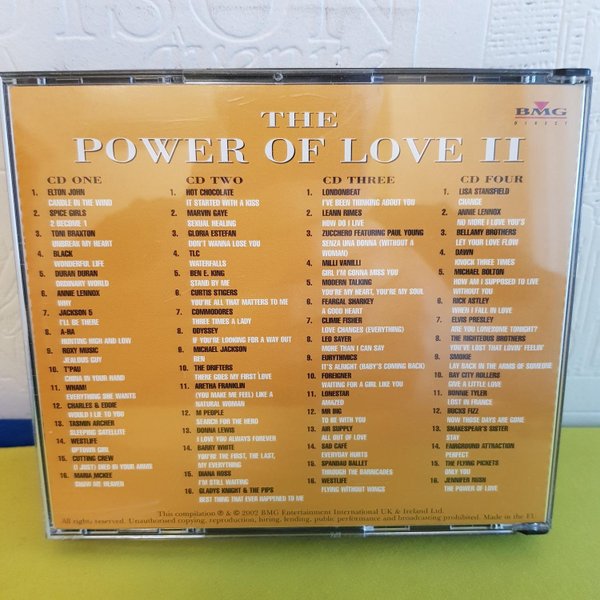 THE
POWER OF LOVE II
BMG
DIRECT
CD ONE
1. ELTON JOHN
CANDLE IN THE WIND
2. SPICE GIRLS
2 BECOME 1
3. TONI BRAXTON
UNBREAK MY HEART
4. BLACK
WONDERFUL LIFE
5. DURAN DURAN
ORDINARY WORLD
6. ANNIE LENNOX
WHY
7. JACKSON 5
I'LL BE THERE
8. A-HA
HUNTING HIGH AND LOW
9. ROXY MUSIC
JEALOUS GUY
10. T'PAU
CHINA IN YOUR HAND
11. WHAM!
EVERYTHING SHE WANTS
12. CHARLES & EDDIE
WOULD I LIE TO YOU
13. TASMIN ARCHER
SLEEPING SATELLITE
14. WESTLIFE
UPTOWN GIRL
15. CUTTING CREW
(I JUST) DIED IN YOUR ARMS
16. MARIA MCKEE
SHOW ME HEAVEN
CD TWO
1. HOT CHOCOLATE
IT STARTED WITH A KISS
2. MARVIN GAYE
SEXUAL HEALING
3. GLORIA ESTEFAN
DON'T WANNA LOSE YOU
4. TLC
WATERFALLS
5. BEN E. KING
STAND BY ME
6. CURTIS STIGERS
YOU'RE ALL THAT MATTERS TO ME
7. COMMODORES
THREE TIMES A LADY
8. ODYSSEY
IF YOU'RE LOOKING FOR A WAY OUT
9. MICHAEL JACKSON
BEN
10. THE DRIFTERS
THERE GOES MY FIRST LOVE
11. ARETHA FRANKLIN
(YOU MAKE ME FEEL) LIKE A
NATURAL WOMAN
12. M PEOPLE
SEARCH FOR THE HERO
13. DONNA LEWIS
I LOVE YOU ALWAYS FOREVER
14. BARRY WHITE
YOU'RE THE FIRST, THE LAST,
MY EVERYTHING
15. DIANA ROSS
I'M STILL WAITING
16. GLADYS KNIGHT & THE PIPS
BEST THING THAT EVER HAPPENED TO ME
CD THREE
1. LONDONBEAT
I'VE BEEN THINKING ABOUT YOU
2. LEANN RIMES
HOW DO I LIVE
3. ZUCCHERO FEATURING PAUL YOUNG
SENZA UNA DONNA (WITHOUT A
WOMAN)
4. MILLI VANILLI
GIRL I'M GONNA MISS YOU
5. MODERN TALKING
YOU'RE MY HEART, YOU'RE MY SOUL
6. FEARGAL SHARKEY
A GOOD HEART
7. CLIMIE FISHER
LOVE CHANGES (EVERYTHING)
8. LEO SAYER
MORE THAN I CAN SAY
9. EURYTHMICS
IT'S ALRIGHT (BABY'S COMING BACK)
10. FOREIGNER
WAITING FOR A GIRL LIKE YOU
11. LONESTAR
AMAZED
12. MR BIG
TO BE WITH YOU
13. AIR SUPPLY
ALL OUT OF LOVE
14. SAD CAFÉ
EVERYDAY HURTS
15. SPANDAU BALLET
THROUGH THE BARRICADES
16. WESTLIFE
FLYING WITHOUT WINGS
CD FOUR
1. LISA STANSFIELD
CHANGE
2. ANNIE LENNOX
NO MORE I LOVE YOU'S
3. BELLAMY BROTHERS
LET YOUR LOVE FLOW
4. DAWN
KNOCK THREE TIMES
5. MICHAEL BOLTON
HOW AM I SUPPOSED TO LIVE
WITHOUT YOU
6. RICK ASTLEY
WHEN I FALL IN LOVE
7. ELVIS PRESLEY
ARE YOU LONESOME TONIGHT?
8. THE RIGHTEOUS BROTHERS
YOU'VE LOST THAT LOVIN' FEELIN'
9. SMOKIE
LAY BACK IN THE ARMS OF SOMEONE
10. BAY CITY ROLLERS
GIVE A LITTLE LOVE
11. BONNIE TYLER
LOST IN FRANCE
12. BUCKS FIZZ
NOW THOSE DAYS ARE GONE
13. SHAKESPEAR'S SISTER
STAY
14. FAIRGROUND ATTRACTION
PERFECT
15. THE FLYING PICKETS
ONLY YOU
16. JENNIFER RUSH
THE POWER OF LOVE
This compilation ℗ & © 2002 BMG Entertainment International UK & Ireland Ltd.
All rights reserved. Unauthorised copying, reproduction, hiring, lending, public performance and broadcasting prohibited. Made in the EU.